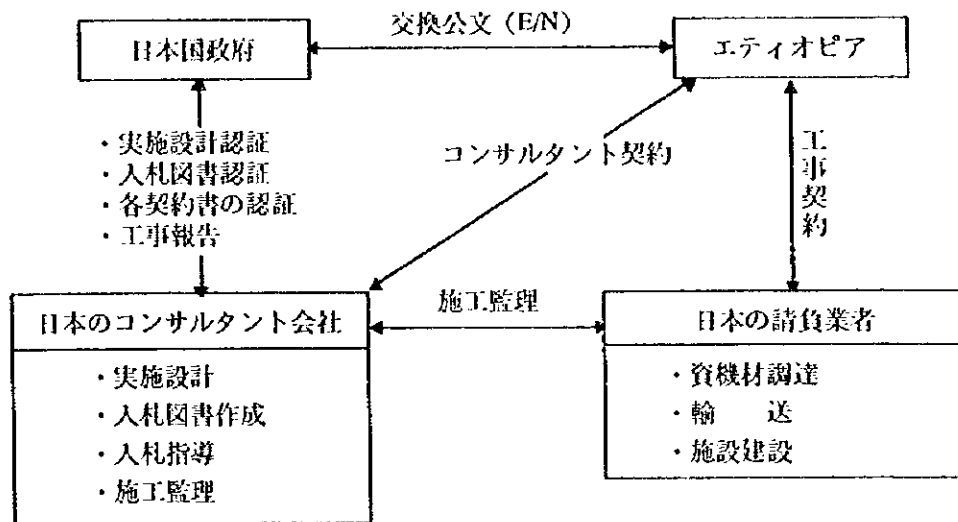 交換公文（E/N）
日本国政府
エティオピア
・実施設計認証
・入札図書認証
・各契約書の認証
・工事報告
コンサルタント契約
工事契約
施工監理
日本のコンサルタント会社
・実施設計
・入札図書作成
・入札指導
・施工監理
日本の請負業者
・資機材調達
・輸　　送
・施設建設